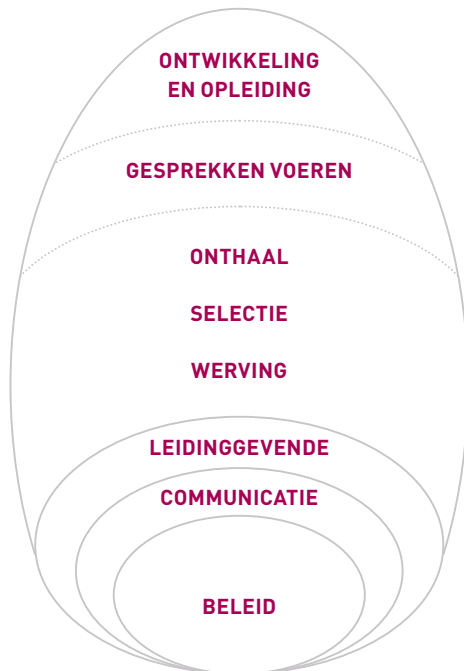 ONTWIKKELING
EN OPLEIDING
GESPREKKEN VOEREN
ONTHAAL
SELECTIE
WERVING
LEIDINGGEVENDE
COMMUNICATIE
BELEID